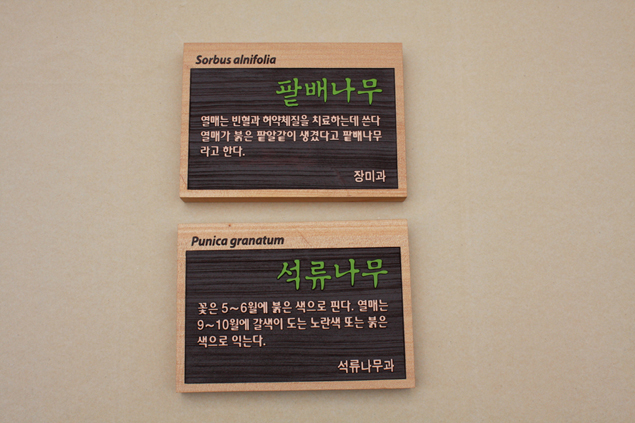 Sorbus alnifolia
팥배나무
열매는 빈혈과 허약체질을 치료하는데 쓴다
열매가 붉은 팥알같이 생겼다고 팥배나무
라고 한다.
장미과
Punica granatum
석류나무
꽃은 5~6월에 붉은 색으로 핀다. 열매는
9~10월에 갈색이 도는 노란색 또는 붉은
색으로 익는다.
석류나무과